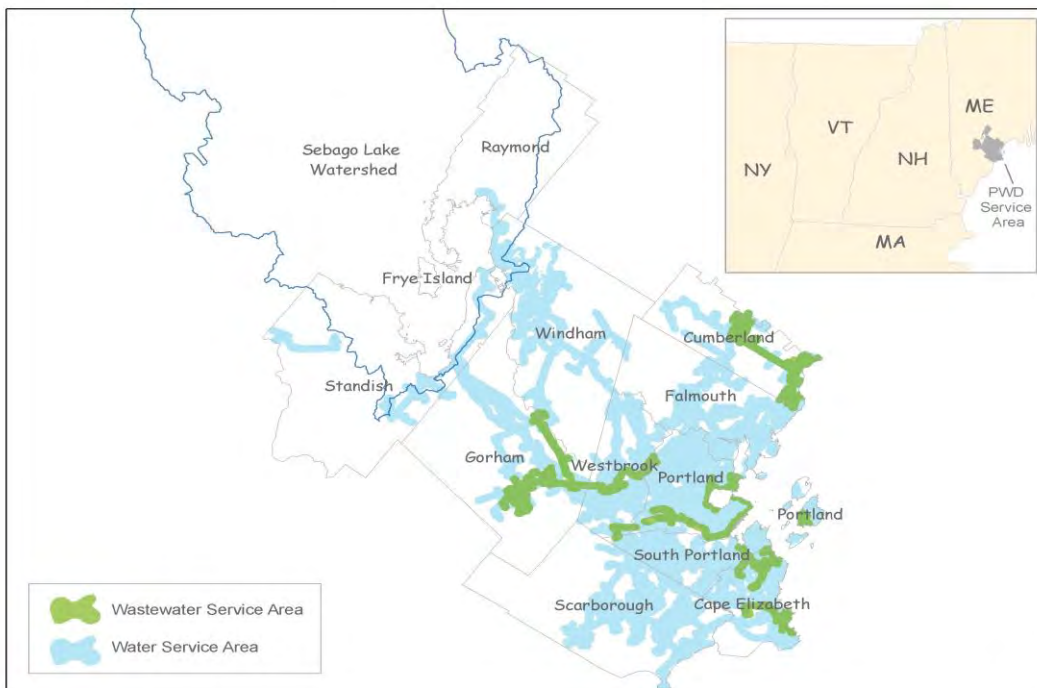 Sebago Lake
Watershed
Raymond
Frye Island
Windham
Cumberland
Standish
Falmouth
Gorham
Westbrook
Portland
Portland
South Portland
Scarborough
Cape Elizabeth
Wastewater Service Area
Water Service Area
ME
VT
NH
NY
PWD
Service
Area
MA